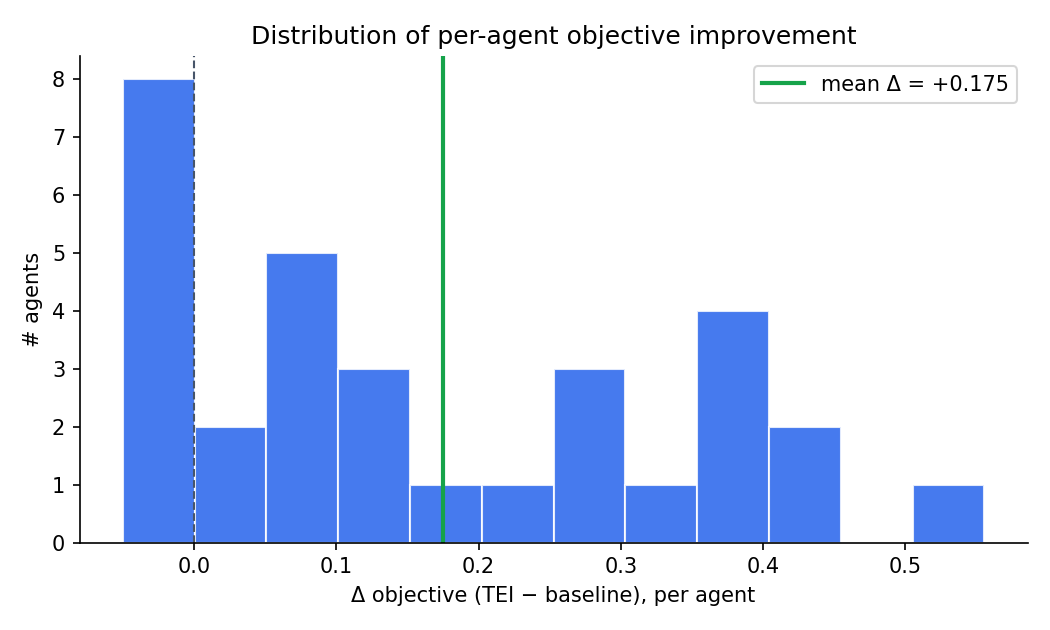 Distribution of per-agent objective improvement
mean Δ = +0.175
# agents
8
7
6
5
4
3
2
1
0
0.0 0.1 0.2 0.3 0.4 0.5
Δ objective (TEI − baseline), per agent